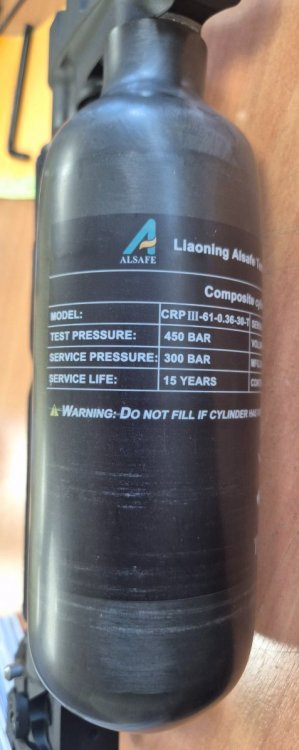 ALSAFE
Liaoning Alsafe
Composite
MODEL: CRPⅢ-61-0.36-30-T
TEST PRESSURE: 450 BAR
SERVICE PRESSURE: 300 BAR
SERVICE LIFE: 15 YEARS
WARNING: DO NOT FILL IF CYLINDER